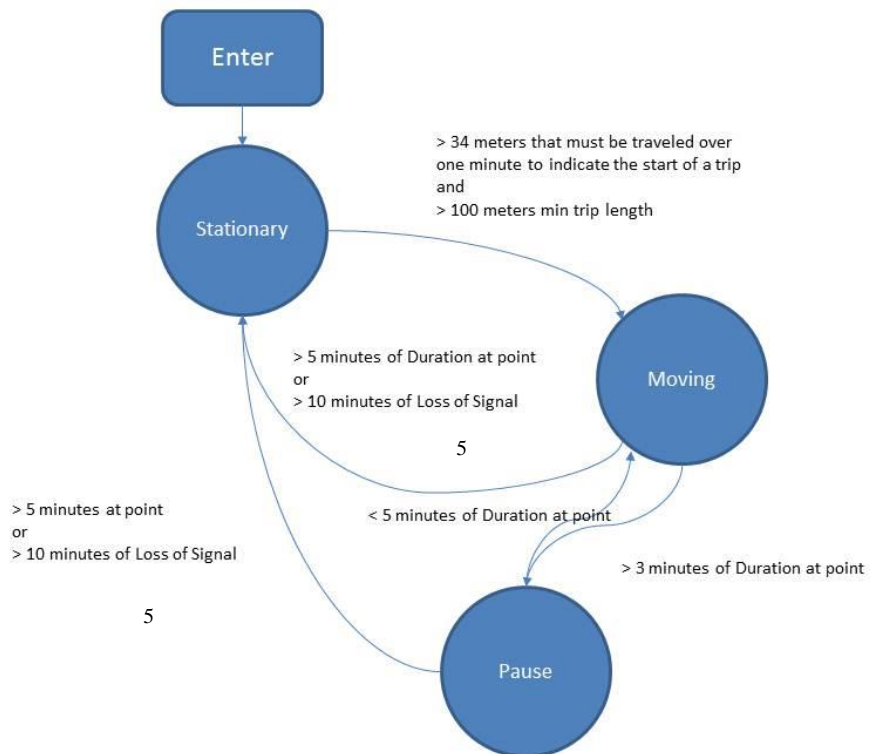 Enter
> 34 meters that must be traveled over
one minute to indicate the start of a trip
and
> 100 meters min trip length
Stationary
> 5 minutes of Duration at point
or
> 10 minutes of Loss of Signal
Moving
5
> 5 minutes at point
or
> 10 minutes of Loss of Signal
< 5 minutes of Duration at point
> 3 minutes of Duration at point
5
Pause